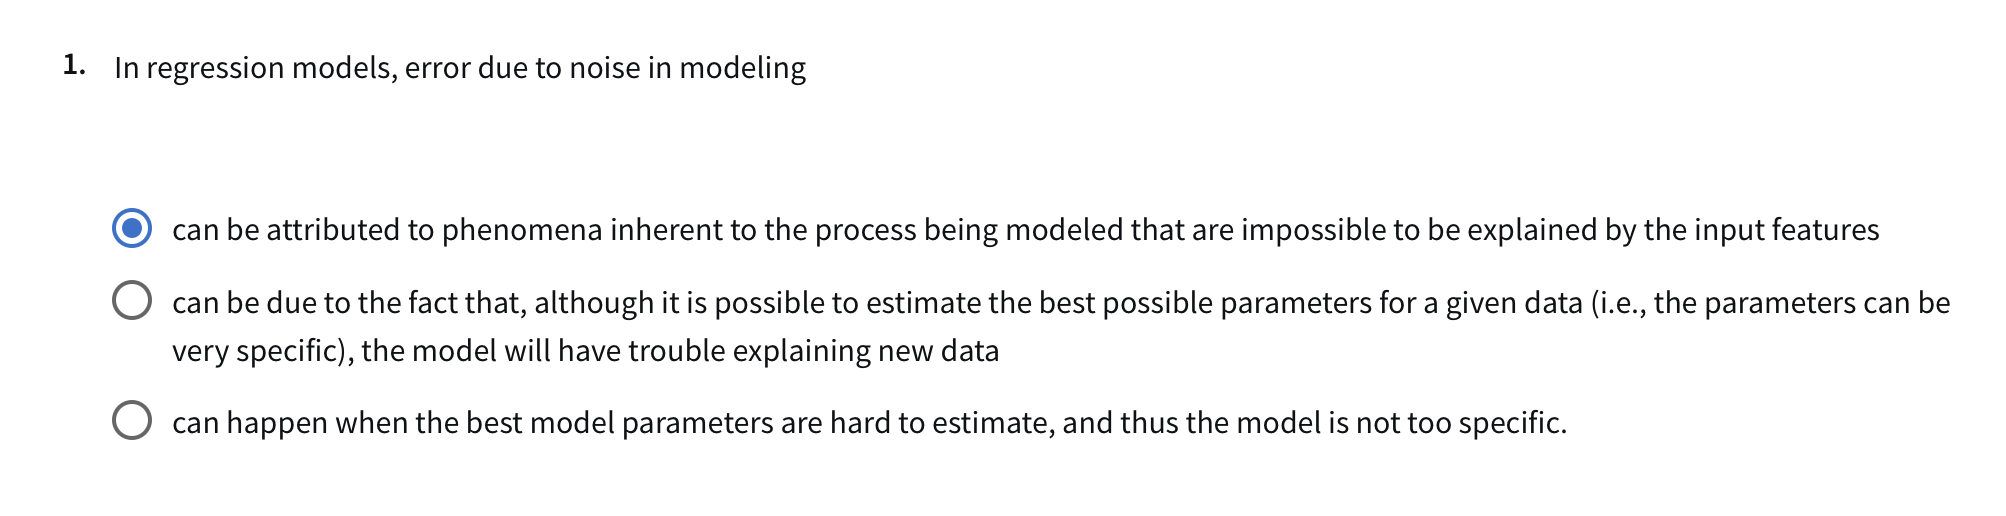 1. In regression models, error due to noise in modeling
can be attributed to phenomena inherent to the process being modeled that are impossible to be explained by the input features
can be due to the fact that, although it is possible to estimate the best possible parameters for a given data (i.e., the parameters can be
very specific), the model will have trouble explaining new data
can happen when the best model parameters are hard to estimate, and thus the model is not too specific.